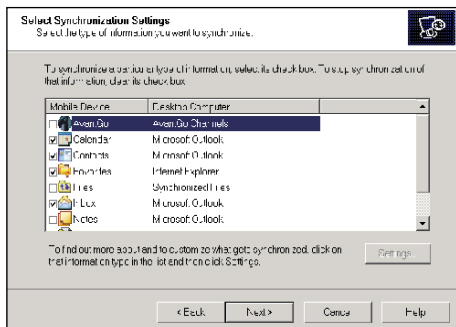 Select Synchronization Settings
Select the type of information you want to synchronize.
To synchronize a particular type of information, select its check box. To stop synchronization of
that information, clear its check box.
Mobile Device Desktop Computer
AvantGo AvantGo Channels
Calendar Microsoft Outlook
Contacts Microsoft Outlook
Favorites Internet Explorer
Files Synchronized Files
Inbox Microsoft Outlook
Notes Microsoft Outlook
To find out more about and to customize what gets synchronized, click on
that information type in the list and then click Settings.
Settings...
< Back Next > Cancel Help